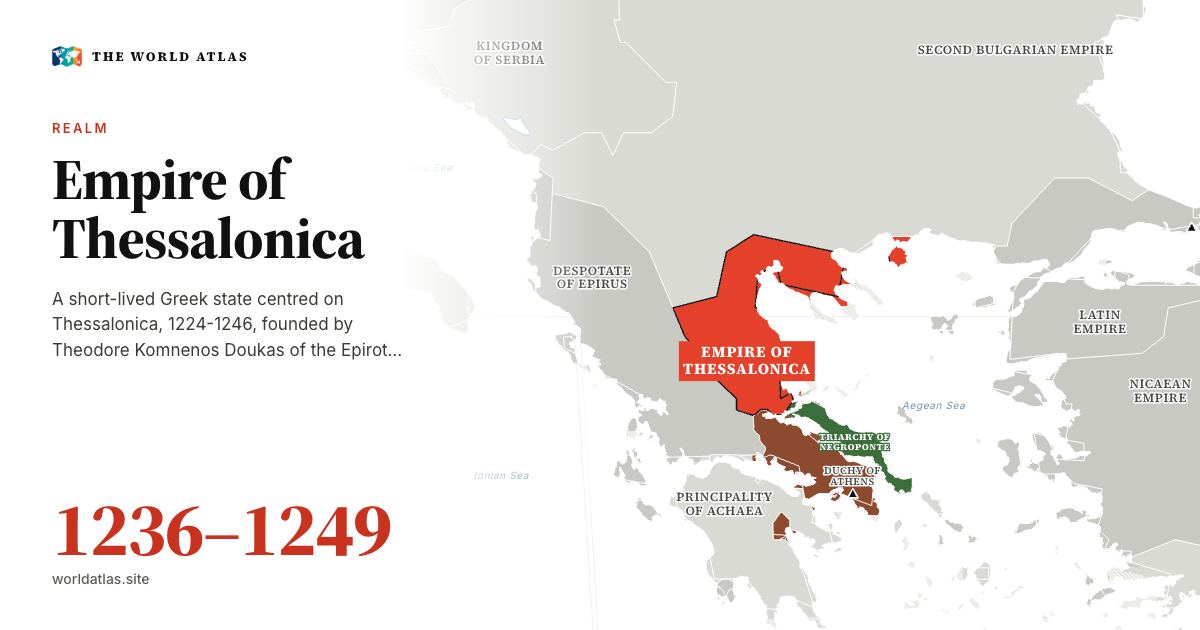 THE WORLD ATLAS
REALM
Empire of
Thessalonica
A short-lived Greek state centred on
Thessalonica, 1224-1246, founded by
Theodore Komnenos Doukas of the Epirot...
1236–1249
worldatlas.site
KINGDOM
OF SERBIA
SECOND BULGARIAN EMPIRE
tic Sea
DESPOTATE
OF EPIRUS
LATIN
EMPIRE
EMPIRE OF
THESSALONICA
NICAEAN
EMPIRE
Aegean Sea
TRIARCHY OF
NEGROPONTE
DUCHY OF
ATHENS
Ionian Sea
PRINCIPALITY
OF ACHAEA